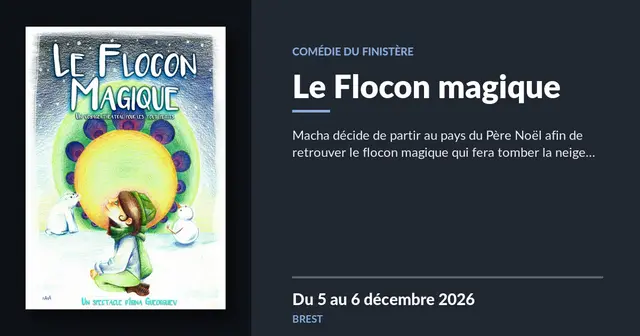 Le Flocon
Magique
Un spectacle d'Irina Gueorguiev
COMÉDIE DU FINISTÈRE
Le Flocon magique
Macha décide de partir au pays du Père Noël afin de
retrouver le flocon magique qui fera tomber la neige...
Du 5 au 6 décembre 2026
BREST